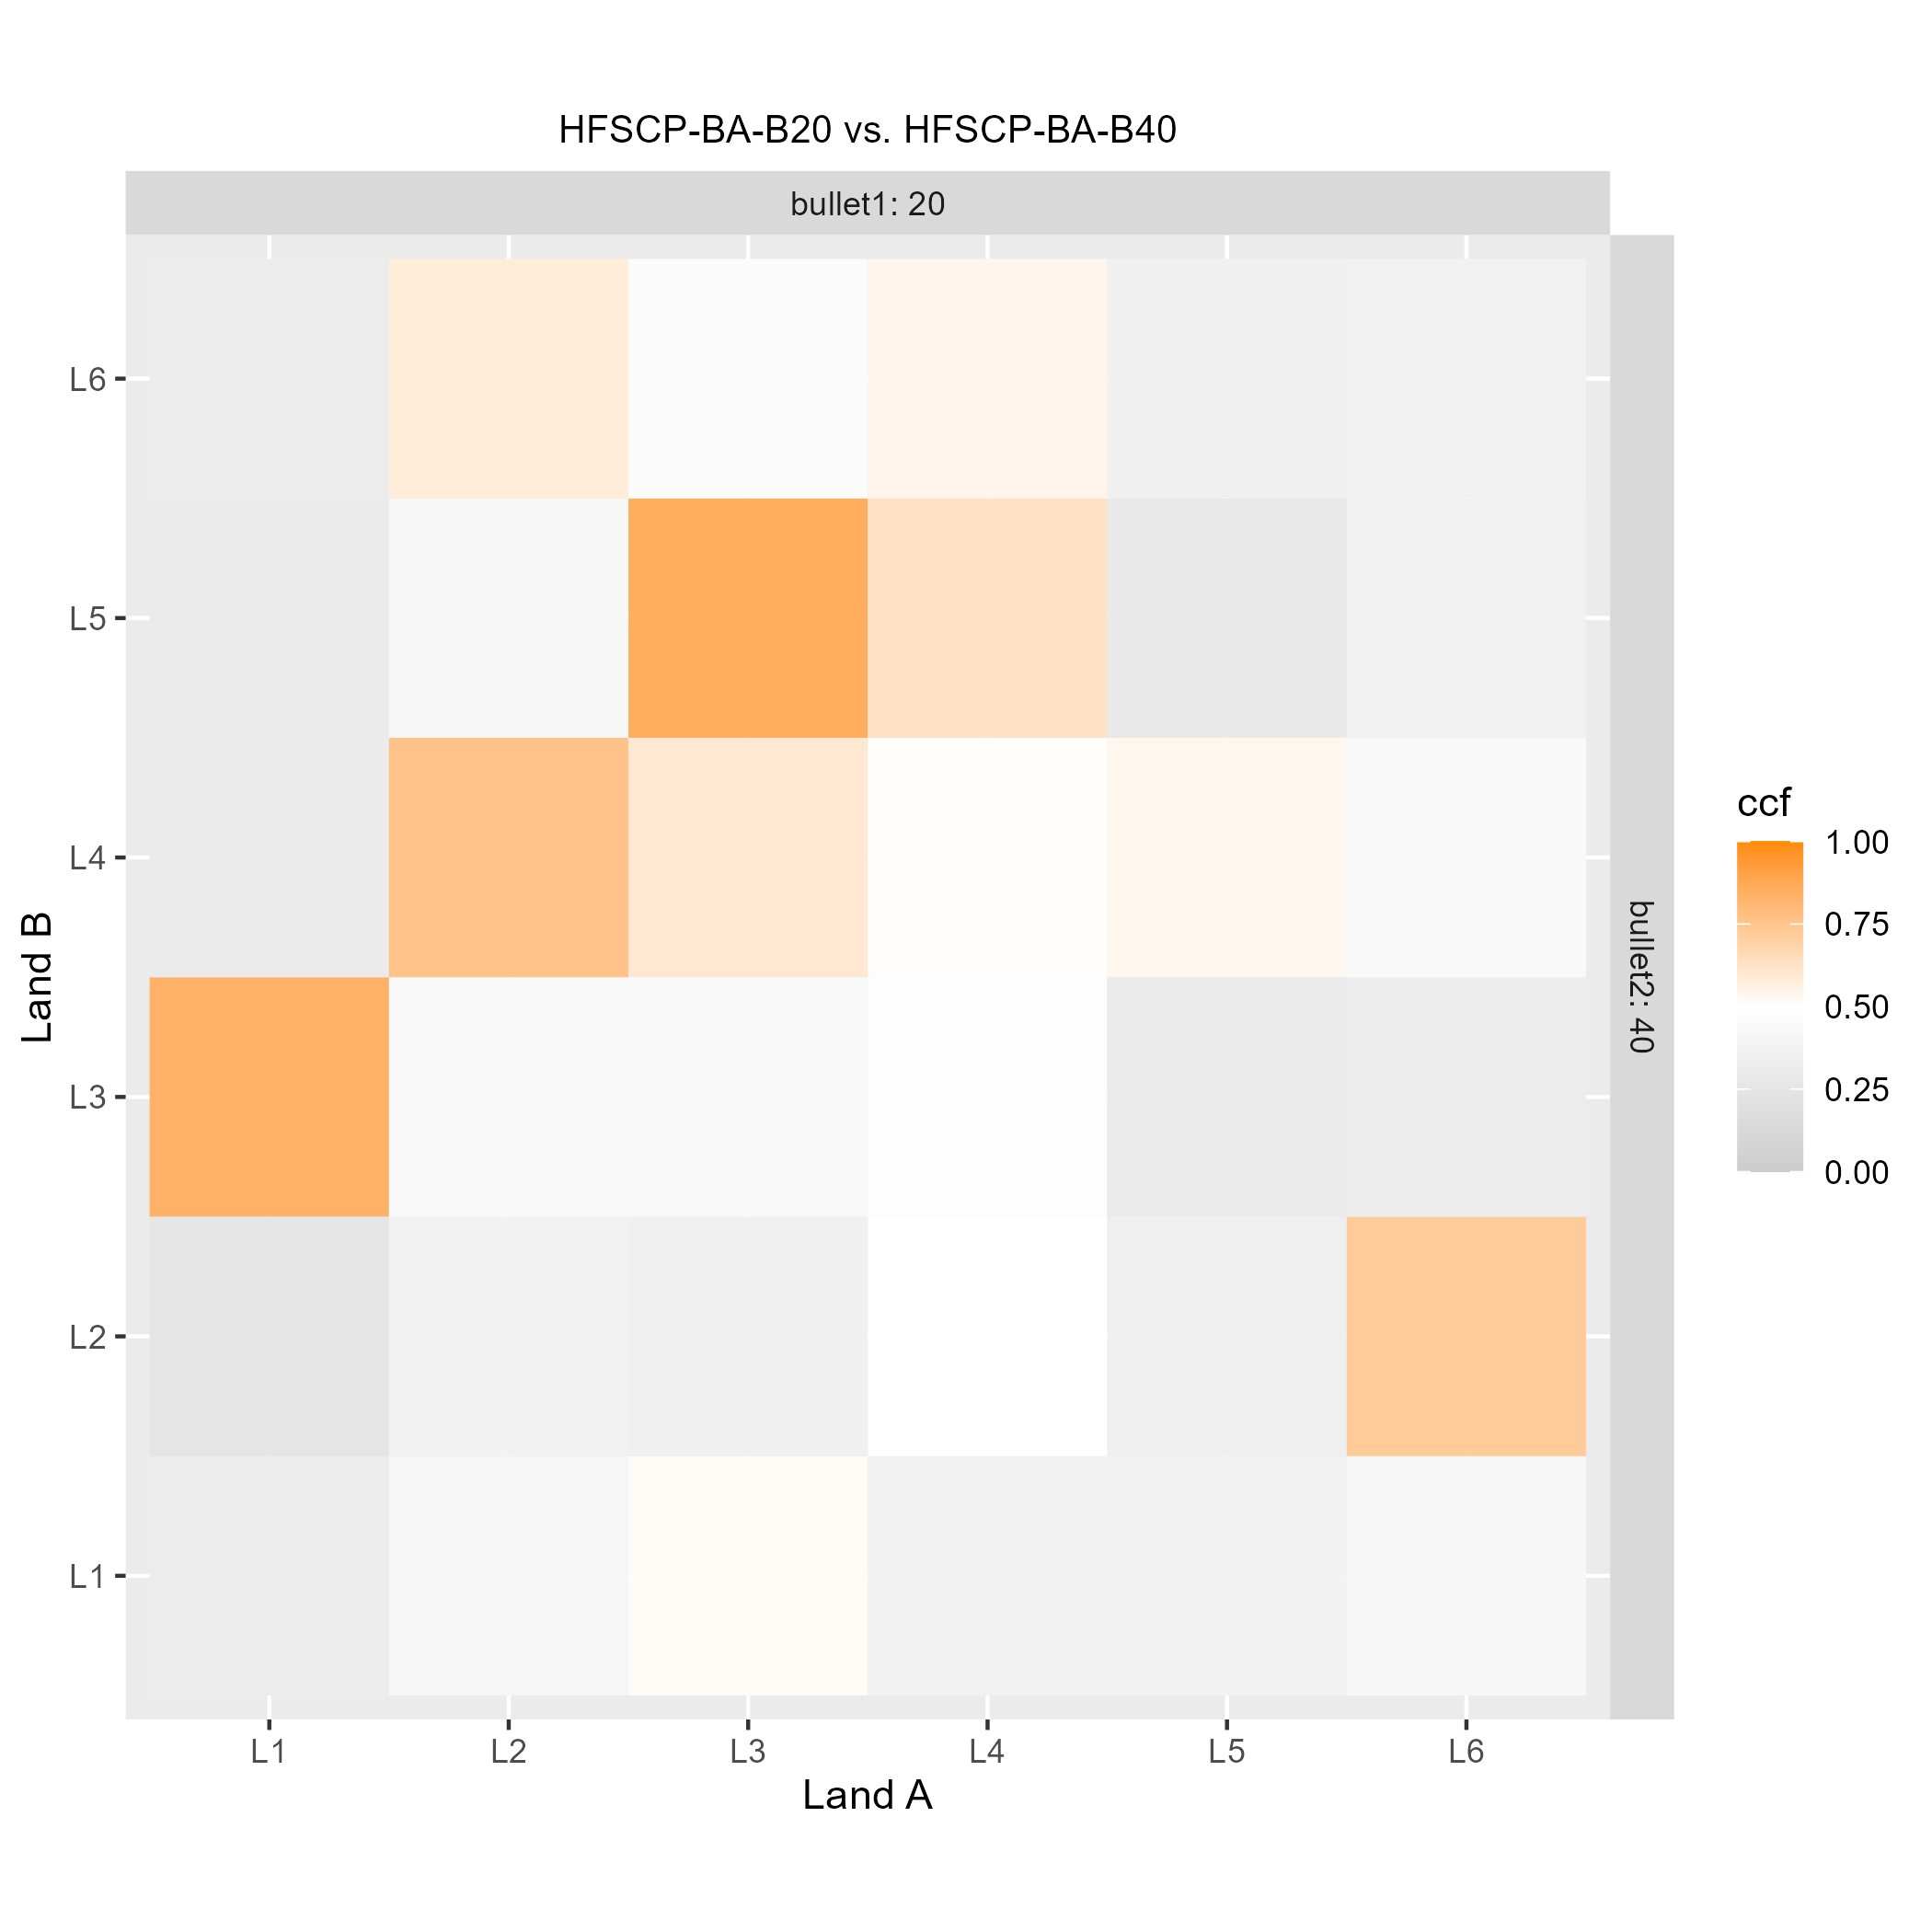 HFSCP-BA-B20 vs. HFSCP-BA-B40
bullet1: 20
L6
L5
L4
L3
L2
L1
Land B
bullet2: 40
ccf
1.00
0.75
0.50
0.25
0.00
L1 L2 L3 L4 L5 L6
Land A